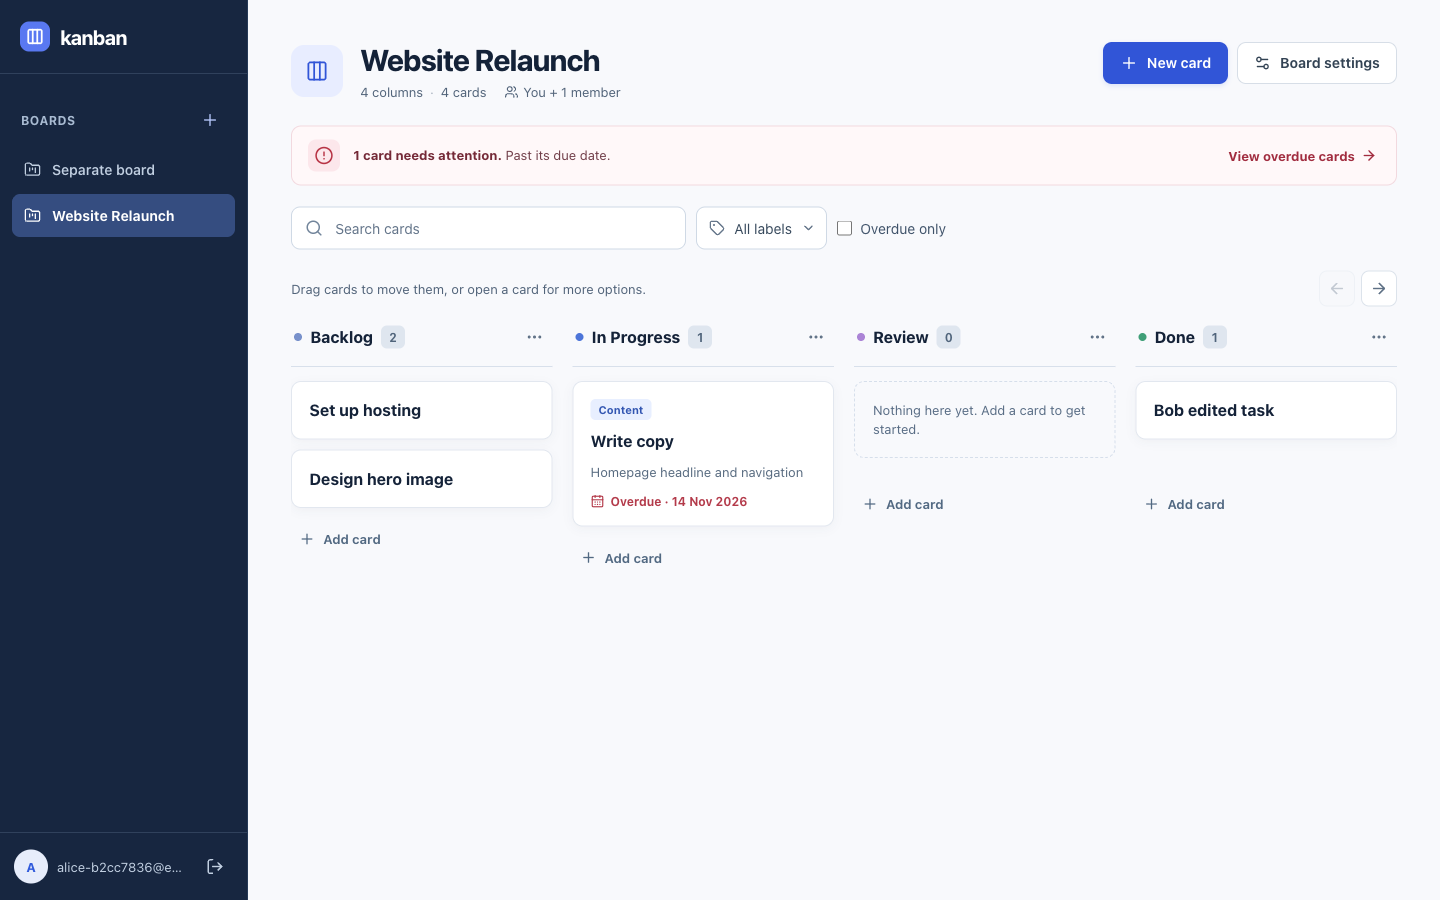 kanban
BOARDS
Separate board
Website Relaunch
A
alice-b2cc7836@e...
Website Relaunch
4 columns · 4 cards You + 1 member
New card
Board settings
1 card needs attention. Past its due date.
View overdue cards
Search cards
All labels
Overdue only
Drag cards to move them, or open a card for more options.
Backlog 2
Set up hosting
Design hero image
Add card
In Progress 1
Content
Write copy
Homepage headline and navigation
Overdue · 14 Nov 2026
Add card
Review 0
Nothing here yet. Add a card to get
started.
Add card
Done 1
Bob edited task
Add card